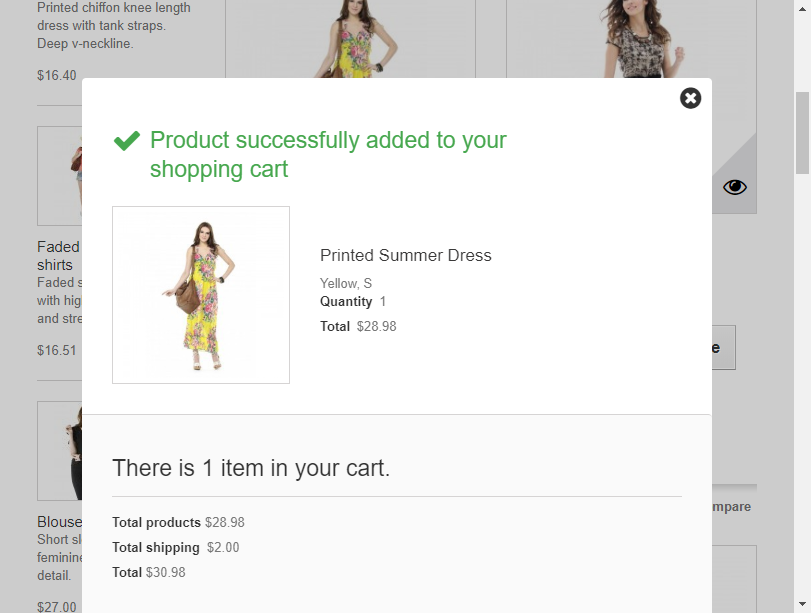 Printed chiffon knee length
dress with tank straps.
Deep v-neckline.
$16.40
Product successfully added to your
shopping cart
Printed Summer Dress
Yellow, S
Quantity 1
Total $28.98
Faded
shirts
Faded s
with hig
and stre
$16.51
e
There is 1 item in your cart.
Total products $28.98
Total shipping $2.00
Total $30.98
mpare
Blouse
Short sl
feminine
detail.
$27.00